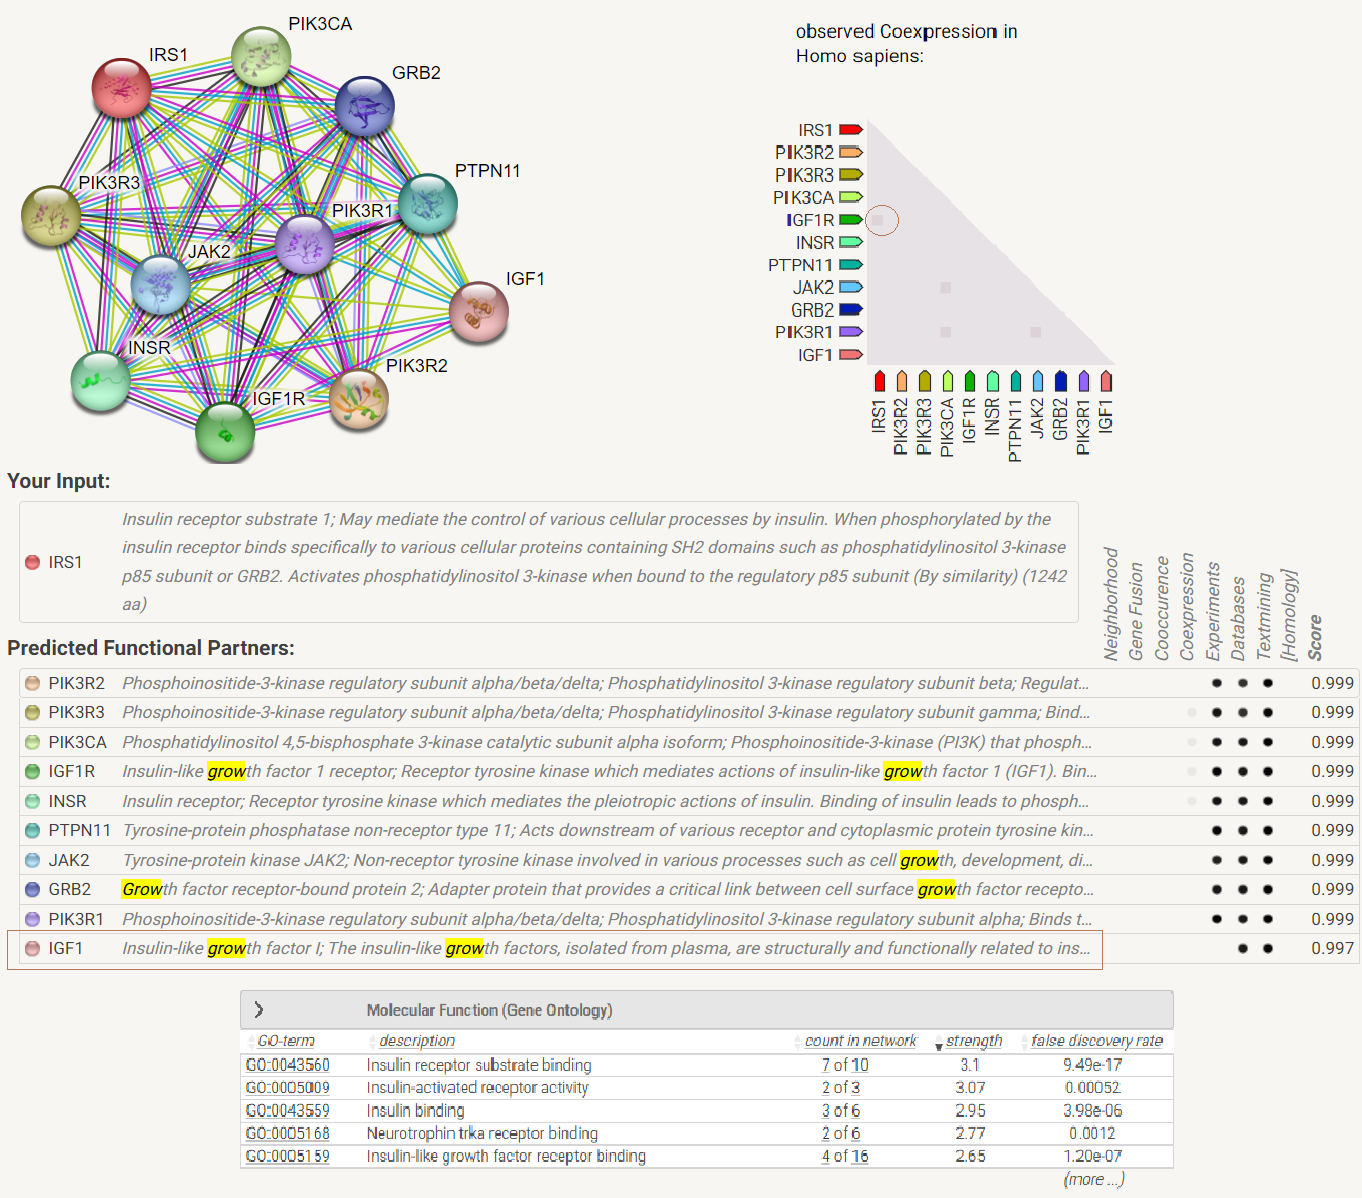 PIK3CA
IRS1
GRB2
PTPN11
PIK3R3
PIK3R1
JAK2
IGF1
INSR
PIK3R2
IGF1R
observed Coexpression in
Homo sapiens:
IRS1
PIK3R2
PIK3R3
PIK3CA
IGF1R
INSR
PTPN11
JAK2
GRB2
PIK3R1
IGF1
IRS1
PIK3R2
PIK3R3
PIK3CA
IGF1R
INSR
PTPN11
JAK2
GRB2
PIK3R1
IGF1
Your Input:
IRS1
Insulin receptor substrate 1; May mediate the control of various cellular processes by insulin. When phosphorylated by the
insulin receptor binds specifically to various cellular proteins containing SH2 domains such as phosphatidylinositol 3-kinase
p85 subunit or GRB2. Activates phosphatidylinositol 3-kinase when bound to the regulatory p85 subunit (By similarity) (1242
aa)
Neighborhood
Gene Fusion
Cooccurence
Coexpression
Experiments
Databases
Textmining
[Homology]
Score
Predicted Functional Partners:
PIK3R2 Phosphoinositide-3-kinase regulatory subunit alpha/beta/delta; Phosphatidylinositol 3-kinase regulatory subunit beta; Regulat... 0.999
PIK3R3 Phosphoinositide-3-kinase regulatory subunit alpha/beta/delta; Phosphatidylinositol 3-kinase regulatory subunit gamma; Bind... 0.999
PIK3CA Phosphatidylinositol 4,5-bisphosphate 3-kinase catalytic subunit alpha isoform; Phosphoinositide-3-kinase (PI3K) that phosph... 0.999
IGF1R Insulin-like growth factor 1 receptor; Receptor tyrosine kinase which mediates actions of insulin-like growth factor 1 (IGF1). Bin... 0.999
INSR Insulin receptor; Receptor tyrosine kinase which mediates the pleiotropic actions of insulin. Binding of insulin leads to phosph... 0.999
PTPN11 Tyrosine-protein phosphatase non-receptor type 11; Acts downstream of various receptor and cytoplasmic protein tyrosine kin... 0.999
JAK2 Tyrosine-protein kinase JAK2; Non-receptor tyrosine kinase involved in various processes such as cell growth, development, di... 0.999
GRB2 Growth factor receptor-bound protein 2; Adapter protein that provides a critical link between cell surface growth factor recepto... 0.999
PIK3R1 Phosphoinositide-3-kinase regulatory subunit alpha/beta/delta; Phosphatidylinositol 3-kinase regulatory subunit alpha; Binds t... 0.999
IGF1 Insulin-like growth factor I; The insulin-like growth factors, isolated from plasma, are structurally and functionally related to ins... 0.997
Molecular Function (Gene Ontology)
GO-term description count in network strength false discovery rate
GO:0043560 Insulin receptor substrate binding 7 of 10 3.1 9.49e-17
GO:0005009 Insulin-activated receptor activity 2 of 3 3.07 0.00052
GO:0043559 Insulin binding 3 of 6 2.95 3.98e-06
GO:0005168 Neurotrophin trka receptor binding 2 of 6 2.77 0.0012
GO:0005159 Insulin-like growth factor receptor binding 4 of 16 2.65 1.20e-07
(more ...)